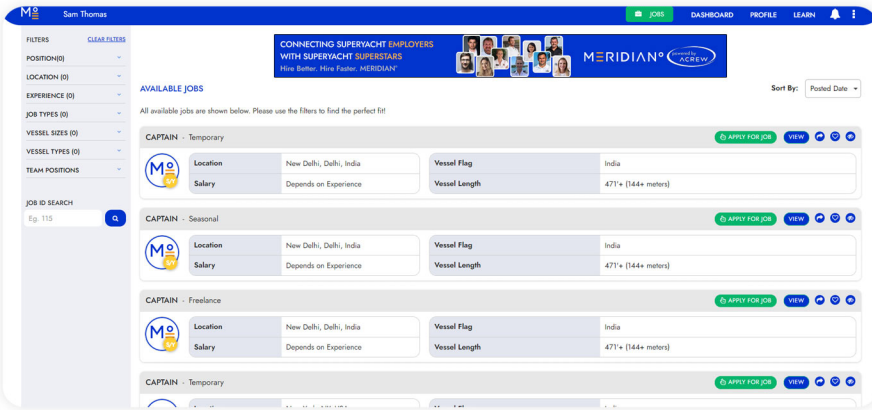 M° Sam Thomas JOBS DASHBOARD PROFILE LEARN
FILTERS CLEAR FILTERS
POSITION(0)
LOCATION (0)
EXPERIENCE (0)
JOB TYPES (0)
VESSEL SIZES (0)
VESSEL TYPES (0)
TEAM POSITIONS
JOB ID SEARCH
Eg. 115
CONNECTING SUPERYACHT EMPLOYERS
WITH SUPERYACHT SUPERSTARS
Hire Better. Hire Faster. MERIDIAN°
MERIDIAN° powered by
ACREW
AVAILABLE JOBS
Sort By: Posted Date
All available jobs are shown below. Please use the filters to find the perfect fit!
CAPTAIN - Temporary APPLY FOR JOB VIEW
M° S/Y
Location New Delhi, Delhi, India Vessel Flag India
Salary Depends on Experience Vessel Length 471'+ (144+ meters)
CAPTAIN - Seasonal APPLY FOR JOB VIEW
M° S/Y
Location New Delhi, Delhi, India Vessel Flag India
Salary Depends on Experience Vessel Length 471'+ (144+ meters)
CAPTAIN - Freelance APPLY FOR JOB VIEW
M° S/Y
Location New Delhi, Delhi, India Vessel Flag India
Salary Depends on Experience Vessel Length 471'+ (144+ meters)
CAPTAIN - Temporary APPLY FOR JOB VIEW